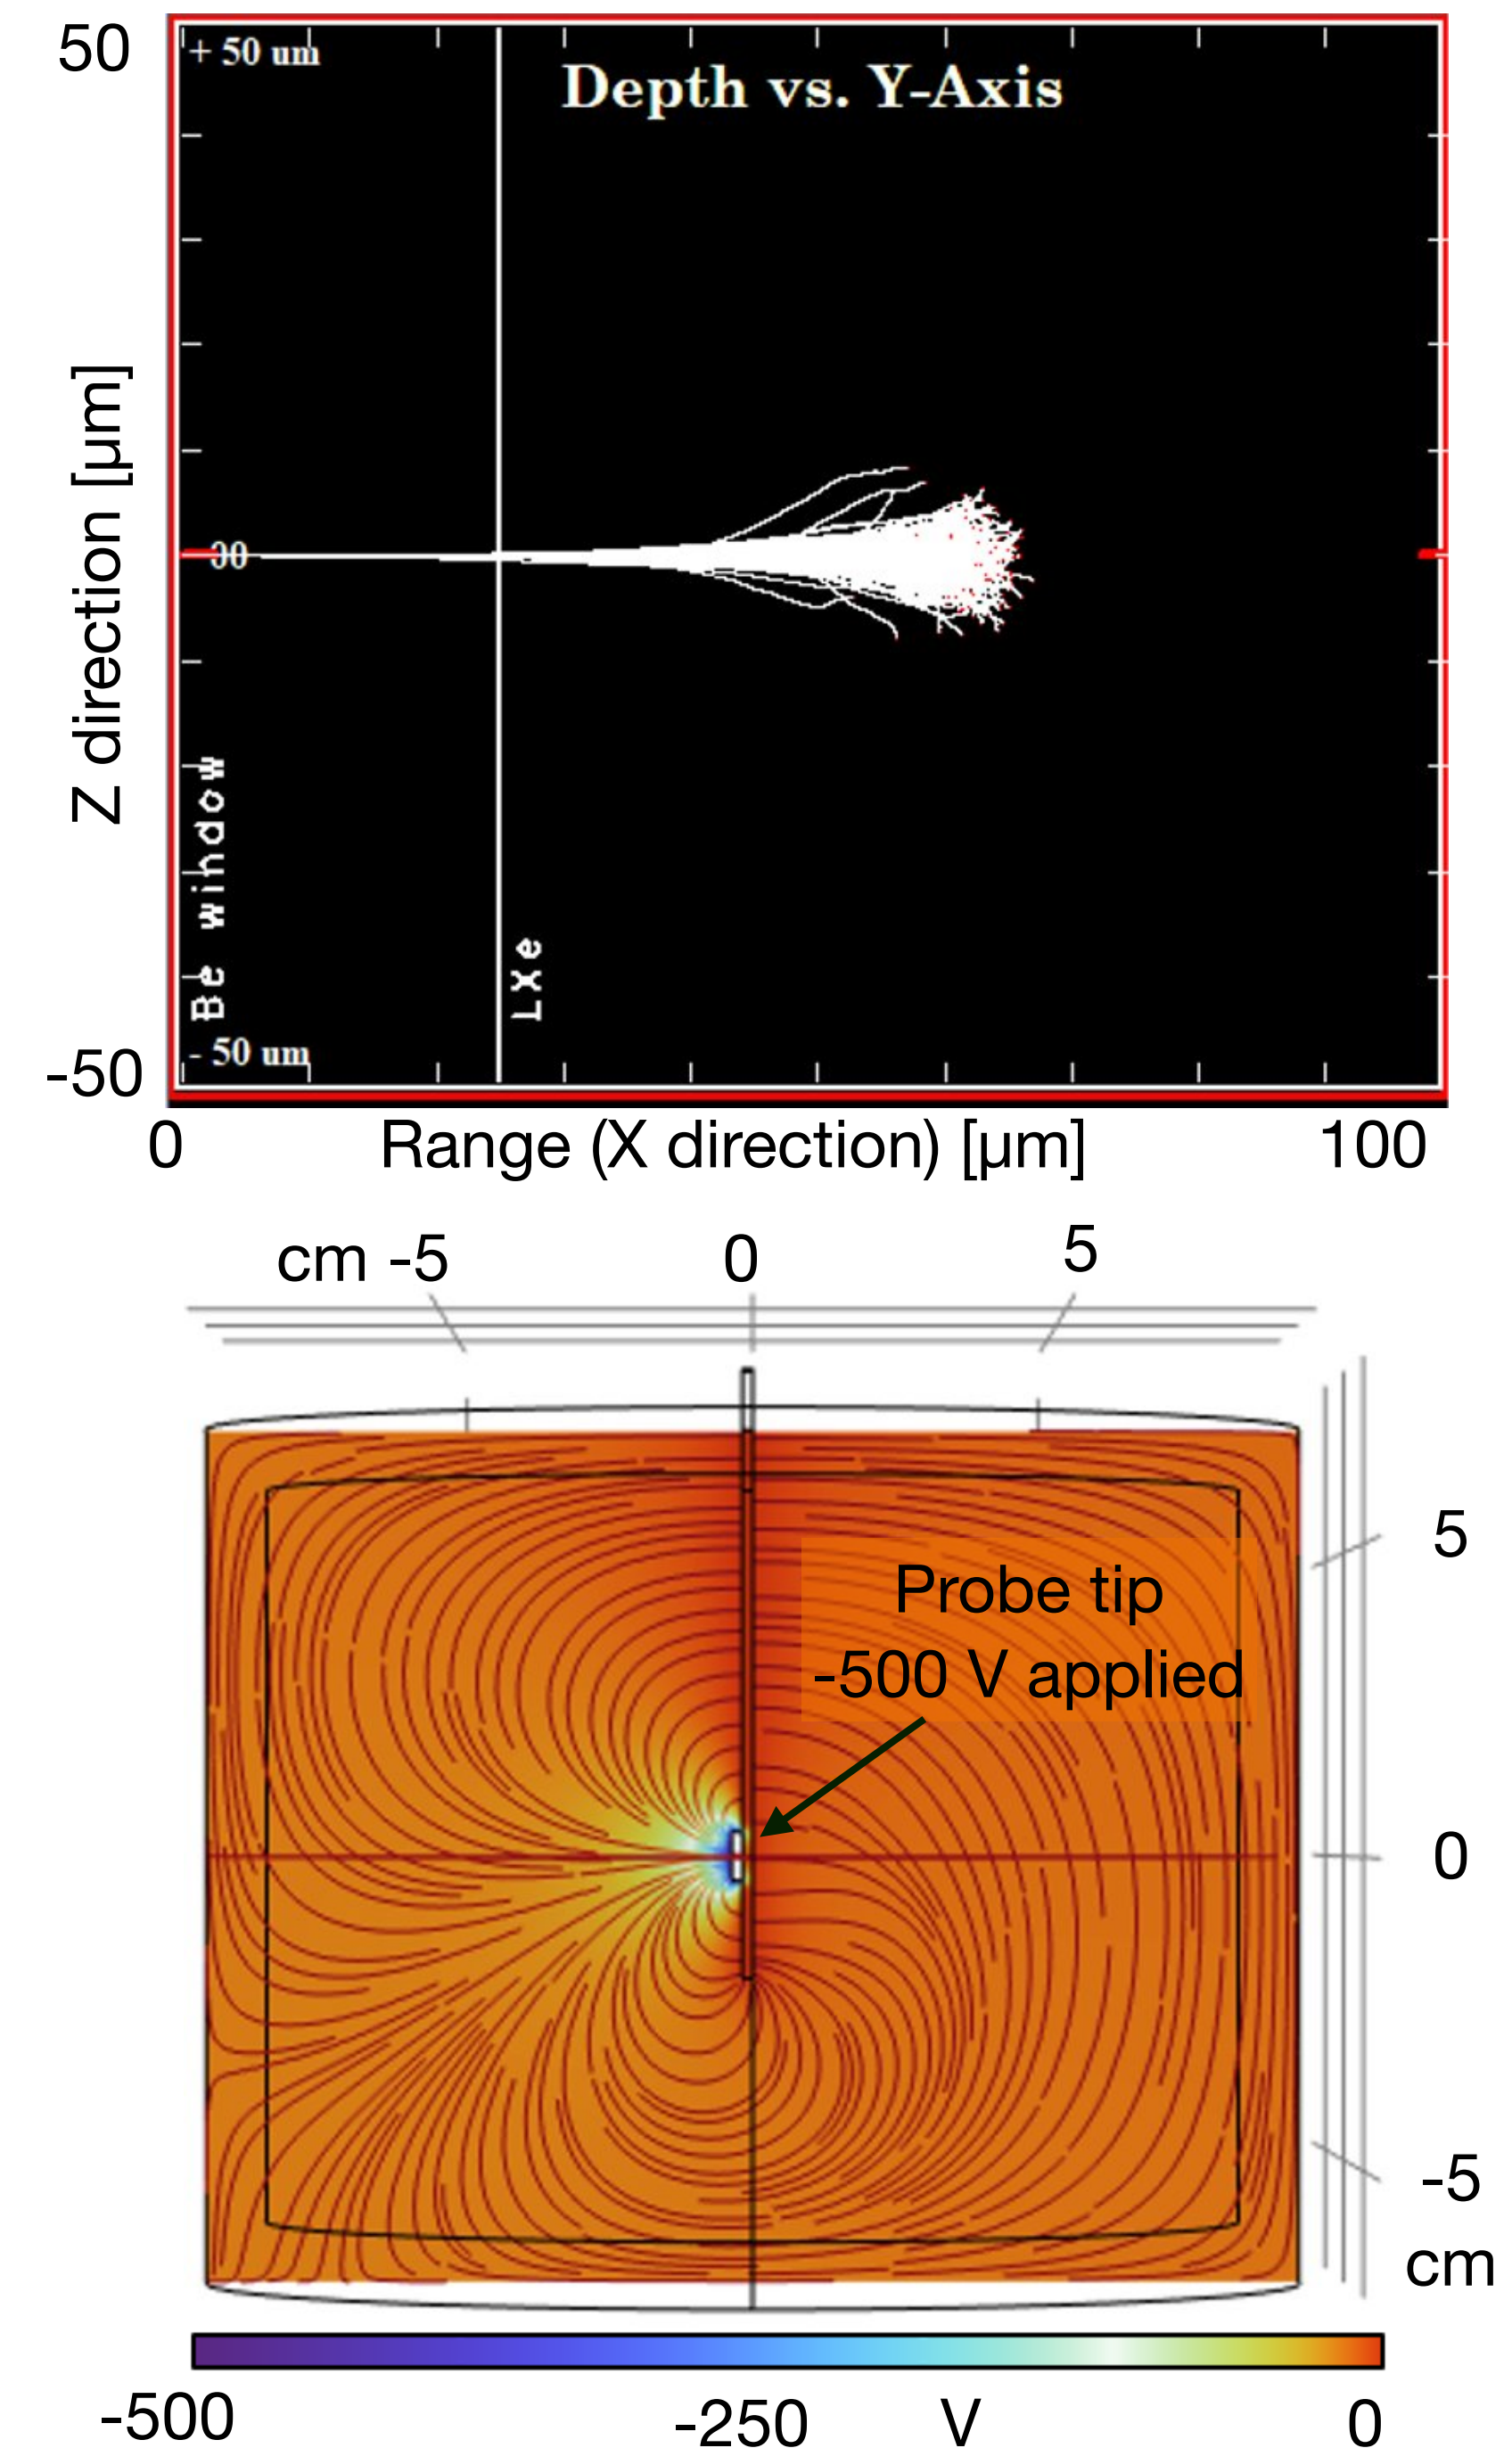 50
+ 50 um
Depth vs. Y-Axis
Z direction [µm]
00
Be window
LXe
- 50 um
-50
0
Range (X direction) [µm]
100
cm -5
0
5
5
Probe tip
-500 V applied
0
-5
cm
-500
-250
V
0